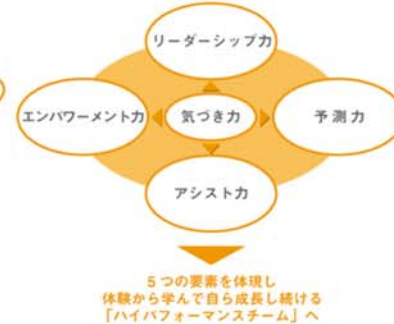 リーダーシップ力
エンパワーメント力
気づき力
予測力
アシスト力
5つの要素を体現し
体験から学んで自ら成長し続ける
「ハイパフォーマンスチーム」へ